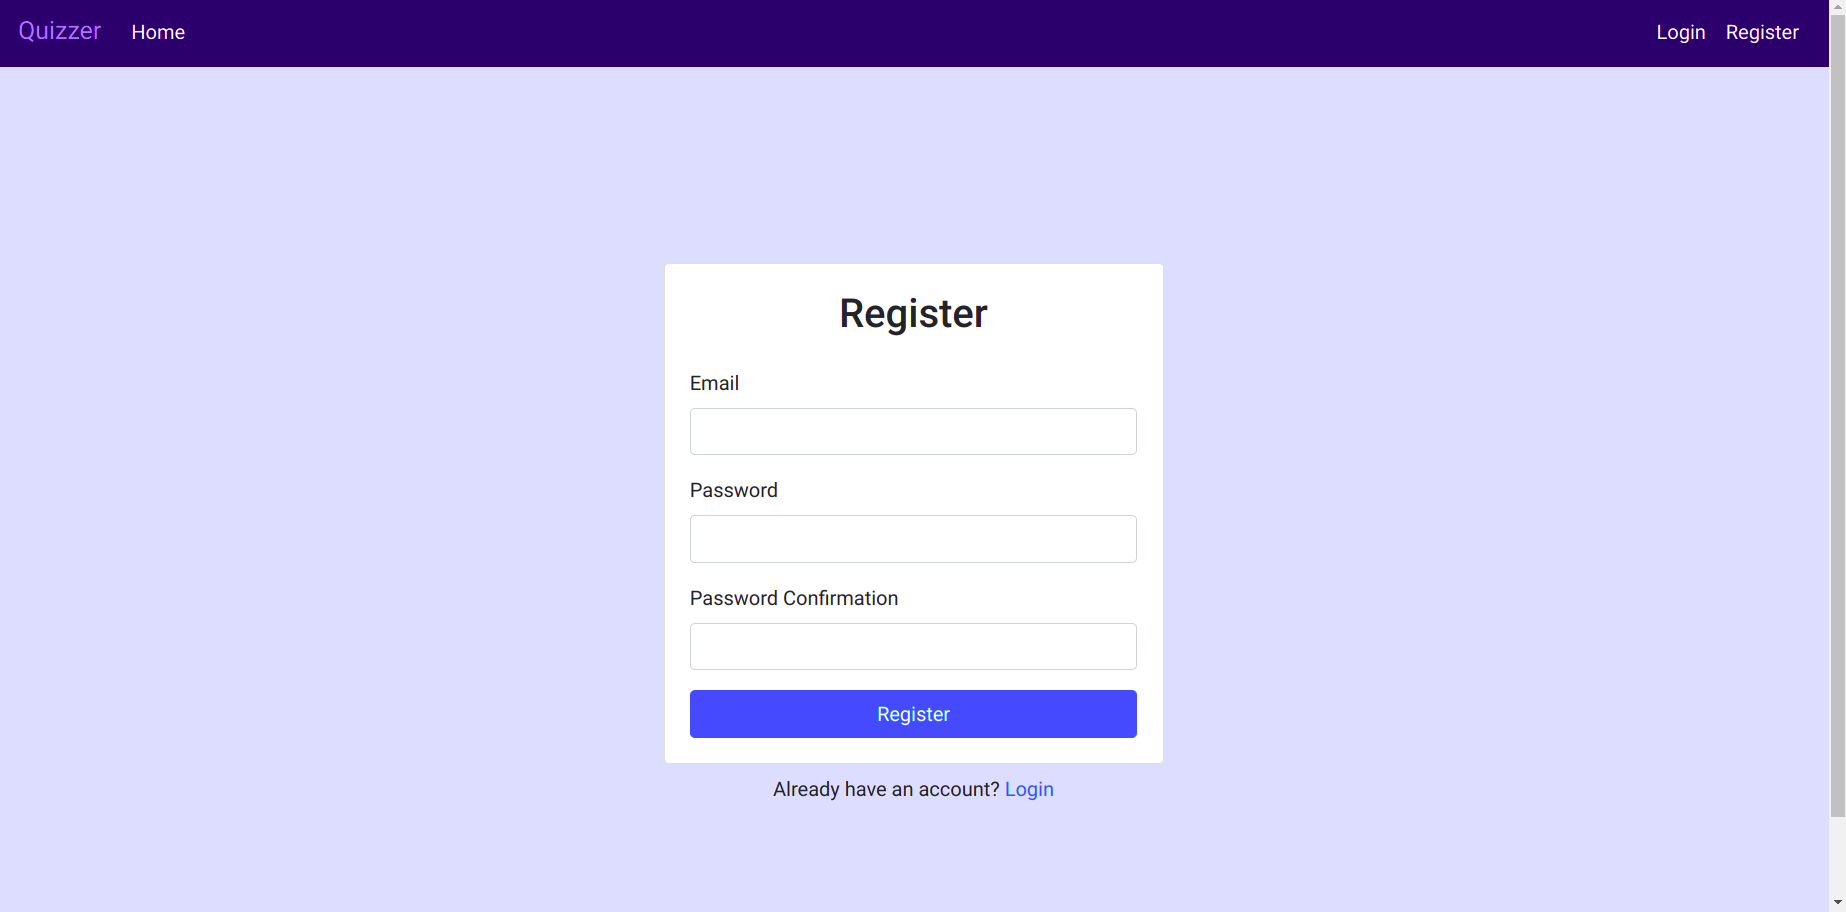 Quizzer Home Login Register
Register
Email
Password
Password Confirmation
Register
Already have an account? Login